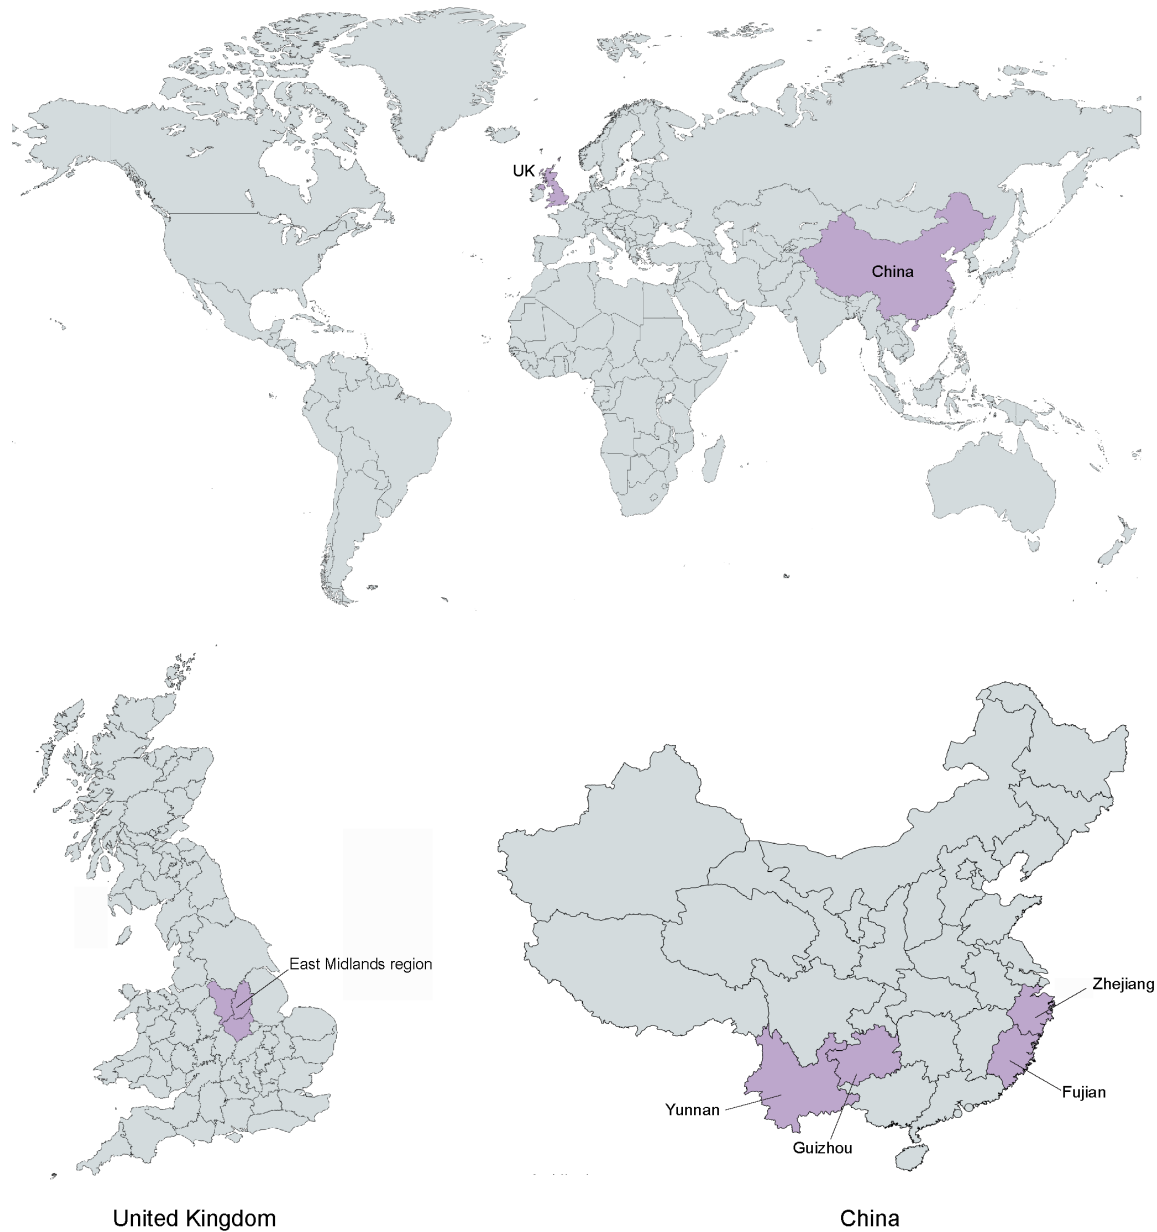 UK
China
East Midlands region
Zhejiang
Fujian
Yunnan
Guizhou
United Kingdom
China